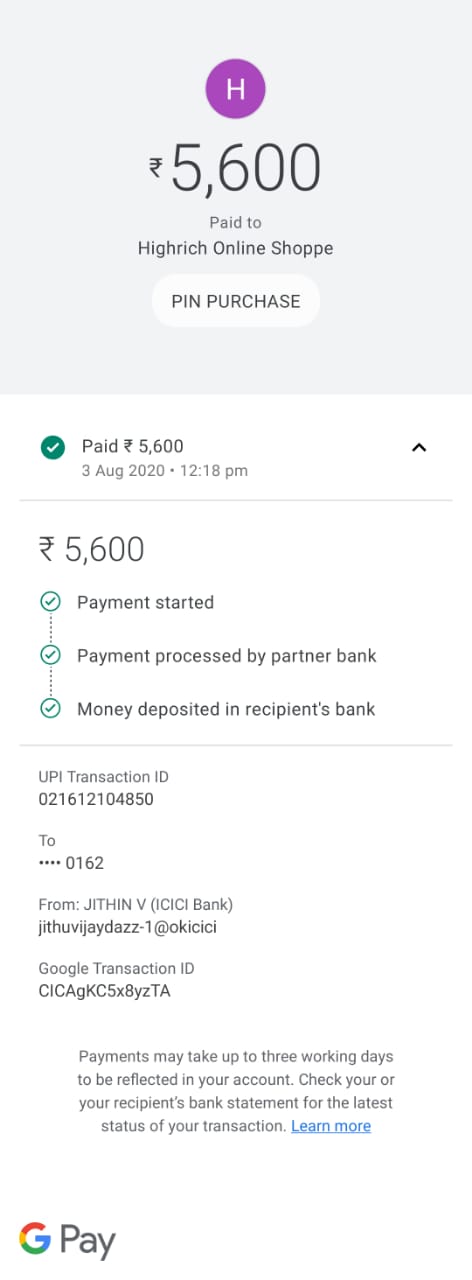 H
₹5,600
Paid to
Highrich Online Shoppe
PIN PURCHASE
Paid ₹ 5,600
3 Aug 2020 • 12:18 pm
₹ 5,600
Payment started
Payment processed by partner bank
Money deposited in recipient's bank
UPI Transaction ID
021612104850
To
•••• 0162
From: JITHIN V (ICICI Bank)
jithuvijaydazz-1@okicici
Google Transaction ID
CICAgKC5x8yzTA
Payments may take up to three working days
to be reflected in your account. Check your or
your recipient's bank statement for the latest
status of your transaction. Learn more
G Pay